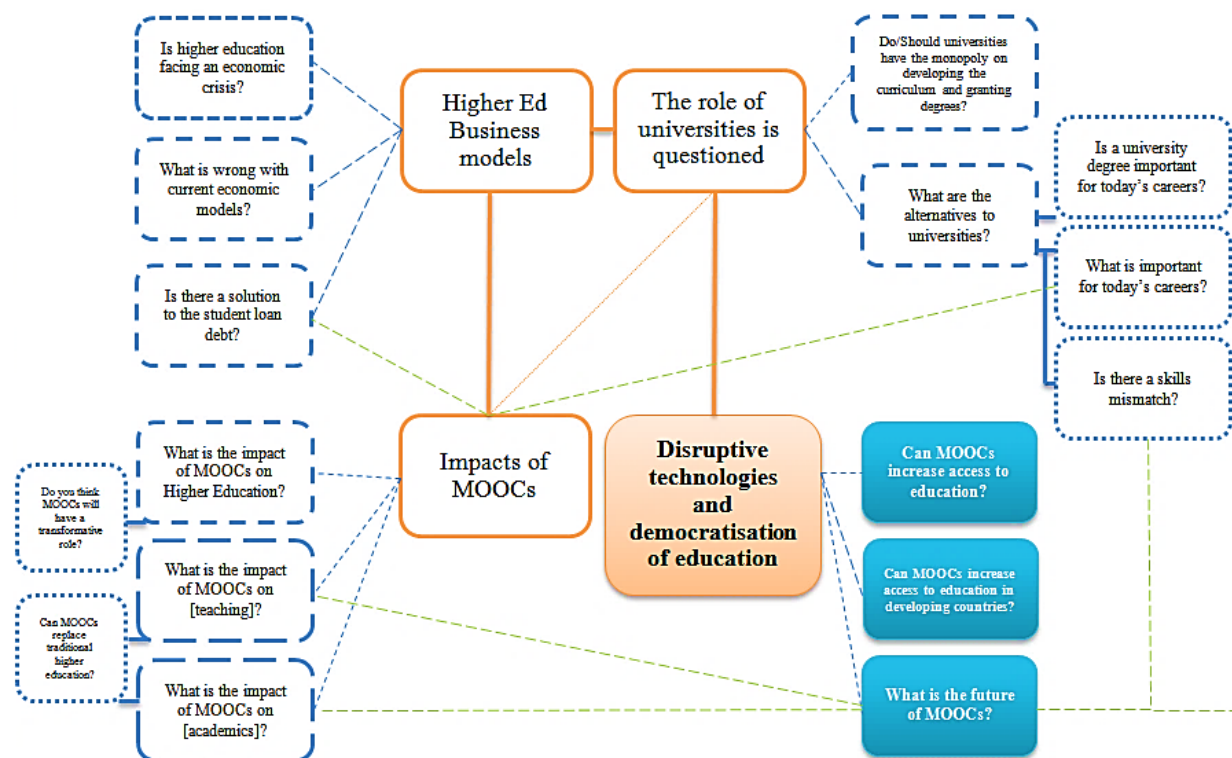 Is higher education
facing an economic
crisis?
What is wrong with
current economic
models?
Is there a solution
to the student loan
debt?
Higher Ed
Business
models
The role of
universities is
questioned
Do/Should universities
have the monopoly on
developing the
curriculum and granting
degrees?
What are the
alternatives to
universities?
Is a university
degree important
for today's careers?
What is important
for today's careers?
Is there a skills
mismatch?
Impacts of
MOOCs
Disruptive
technologies
and
democratisation
of education
What is the impact
of MOOCs on
Higher Education?
Do you think
MOOCs will
have a
transformative
role?
What is the impact
of MOOCs on
[teaching]?
Can MOOCs
replace
traditional
higher
education?
What is the impact
of MOOCs on
[academics]?
Can MOOCs
increase access to
education?
Can MOOCs increase
access to education in
developing countries?
What is the future
of MOOCs?